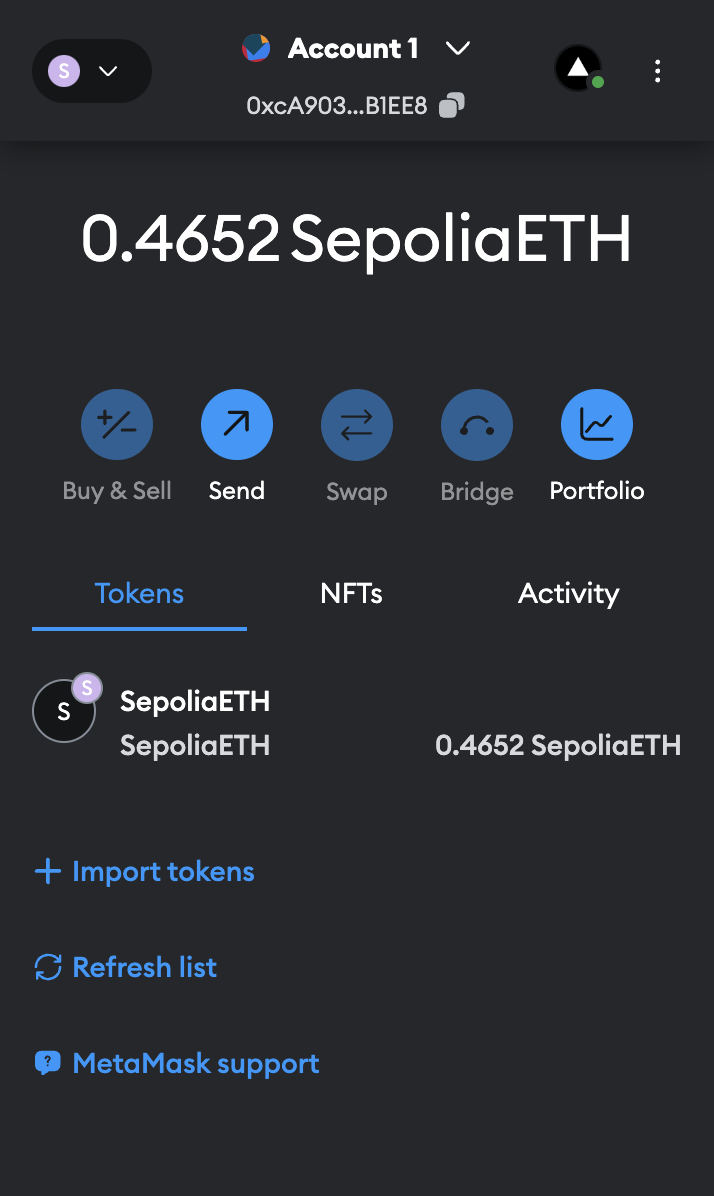 S
Account 1
0xcA903...B1EE8
0.4652 SepoliaETH
Buy & Sell
Send
Swap
Bridge
Portfolio
Tokens
NFTs
Activity
S
S
SepoliaETH
SepoliaETH
0.4652 SepoliaETH
Import tokens
Refresh list
MetaMask support